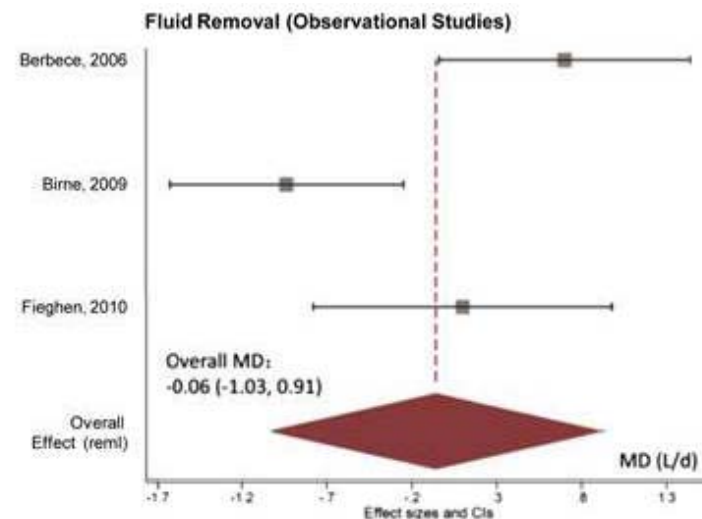 Fluid Removal (Observational Studies)
Berbece, 2006
Birne, 2009
Fieghen, 2010
Overall MD:
-0.06 (-1.03, 0.91)
Overall
Effect (reml)
MD (L/d)
-1.7 -1.2 -.7 -.2 .3 .8 1.3
Effect sizes and CIs